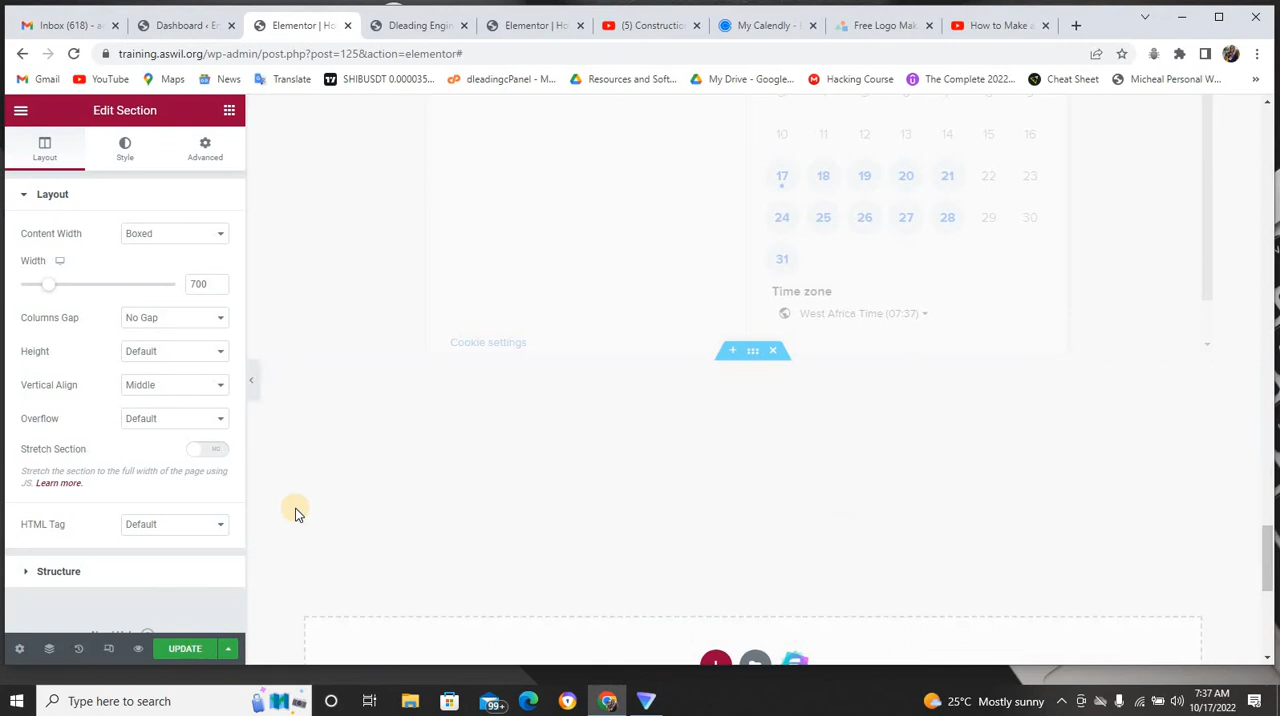 Inbox (618) - a
Dashboard ‹ En
Elementor | Ho
Dleading Engin
Elementor | Ho
(5) Construction
My Calendly -
Free Logo Mak
How to Make a
training.aswil.org/wp-admin/post.php?post=125&action=elementor#
Gmail
YouTube
Maps
News
Translate
SHIBUSDT 0.000035...
dleadingcPanel - M...
Resources and Soft...
My Drive - Google...
Hacking Course
The Complete 2022...
Cheat Sheet
Micheal Personal W...
»
Edit Section
Layout
Style
Advanced
Layout
Content Width
Boxed
Width
700
Columns Gap
No Gap
Height
Default
Vertical Align
Middle
Overflow
Default
Stretch Section
NO
Stretch the section to the full width of the page using
JS. Learn more.
HTML Tag
Default
Structure
UPDATE
10 11 12 13 14 15 16
17 18 19 20 21 22 23
24 25 26 27 28 29 30
31
Time zone
West Africa Time (07:37)
Cookie settings
Type here to search
99+
25°C Mostly sunny
7:37 AM
10/17/2022